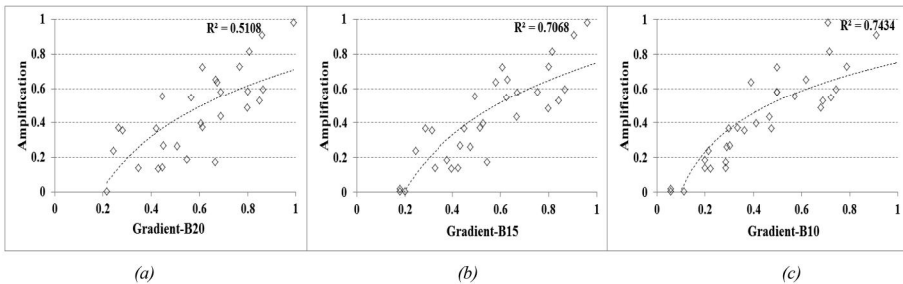 1
0.8
0.6
0.4
0.2
0
Amplification
R² = 0.5108
0 0.2 0.4 0.6 0.8 1
Gradient-B20
1
0.8
0.6
0.4
0.2
0
R² = 0.7068
0 0.2 0.4 0.6 0.8 1
Gradient-B15
1
0.8
0.6
0.4
0.2
0
Amplification
R² = 0.7434
0 0.2 0.4 0.6 0.8 1
Gradient-B10
(a) (b) (c)